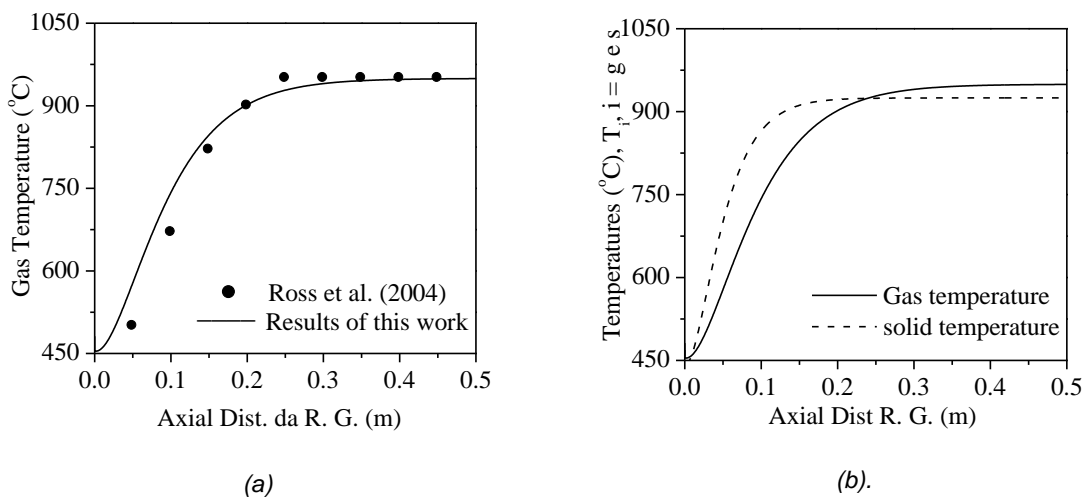 1050
900
750
600
450
Gas Temperature (°C)
Ross et al. (2004)
Results of this work
0.0 0.1 0.2 0.3 0.4 0.5
Axial Dist. da R. G. (m)
(a)
1050
900
750
600
450
Temperatures (°C), Ti, i = g e s
Gas temperature
solid temperature
0.0 0.1 0.2 0.3 0.4 0.5
Axial Dist R. G. (m)
(b).